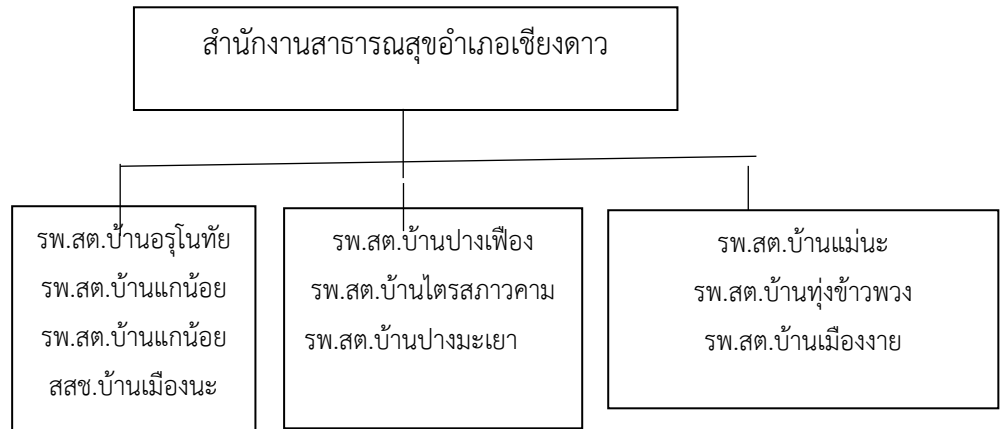 สำนักงานสาธารณสุขอำเภอเชียงดาว
รพ.สต.บ้านอรุโนทัย
รพ.สต.บ้านแกน้อย
รพ.สต.บ้านแกน้อย
สสช.บ้านเมืองนะ
รพ.สต.บ้านปางเฟือง
รพ.สต.บ้านไตรสภาวคาม
รพ.สต.บ้านปางมะเยา
รพ.สต.บ้านแม่นะ
รพ.สต.บ้านทุ่งข้าวพวง
รพ.สต.บ้านเมืองงาย